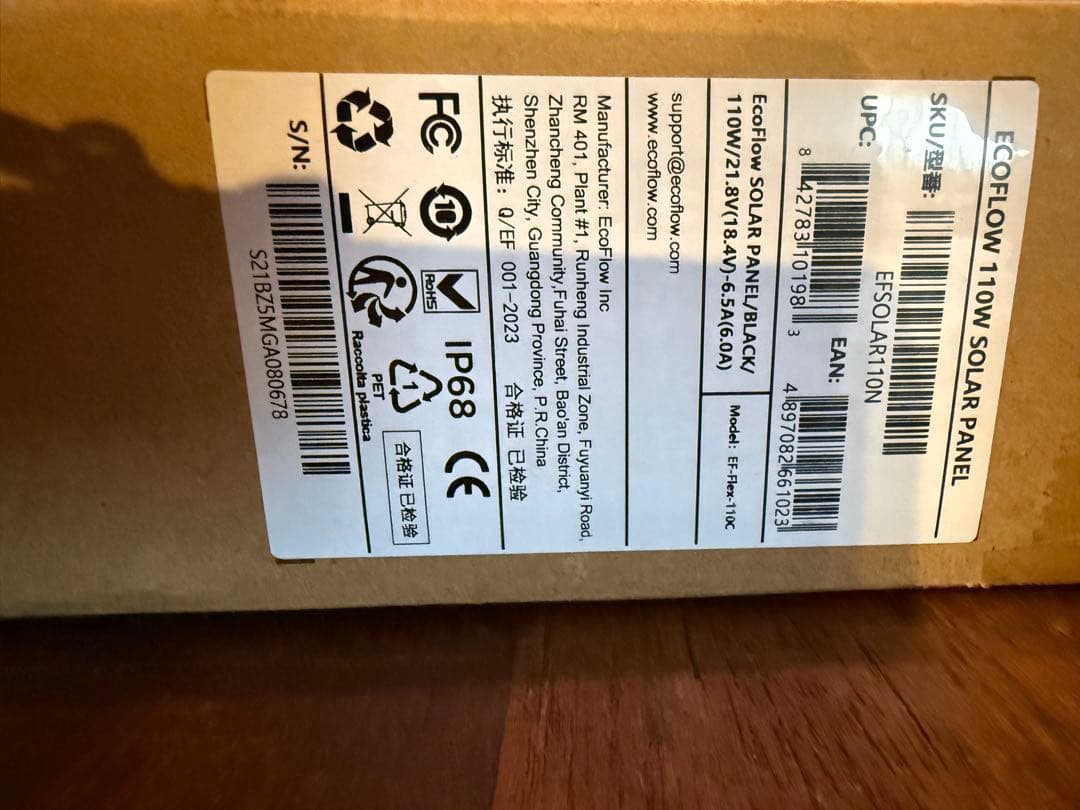 ECOFLOW 110W SOLAR PANEL
SKU/型番:
EFSOLAR110N
UPC:
8 42783 10198 3
EAN:
4 897082 661023
EcoFlow SOLAR PANEL/BLACK/
110W/21.8V(18.4V)-6.5A(6.0A)
Model: EF-Flex-110C
support@ecoflow.com
www.ecoflow.com
Manufacturer: EcoFlow Inc
RM 401, Plant #1, Runheng Industrial Zone, Fuyuanyi Road,
Zhancheng Community,Fuhai Street, Bao'an District,
Shenzhen City, Guangdong Province, P.R.China
执行标准: Q/EF 001-2023 合格证 已检验
FC 10 RoHS IP68 CE
1
PET
Raccolta plastica
合格证已检验
S/N:
S21BZ5MGA080678